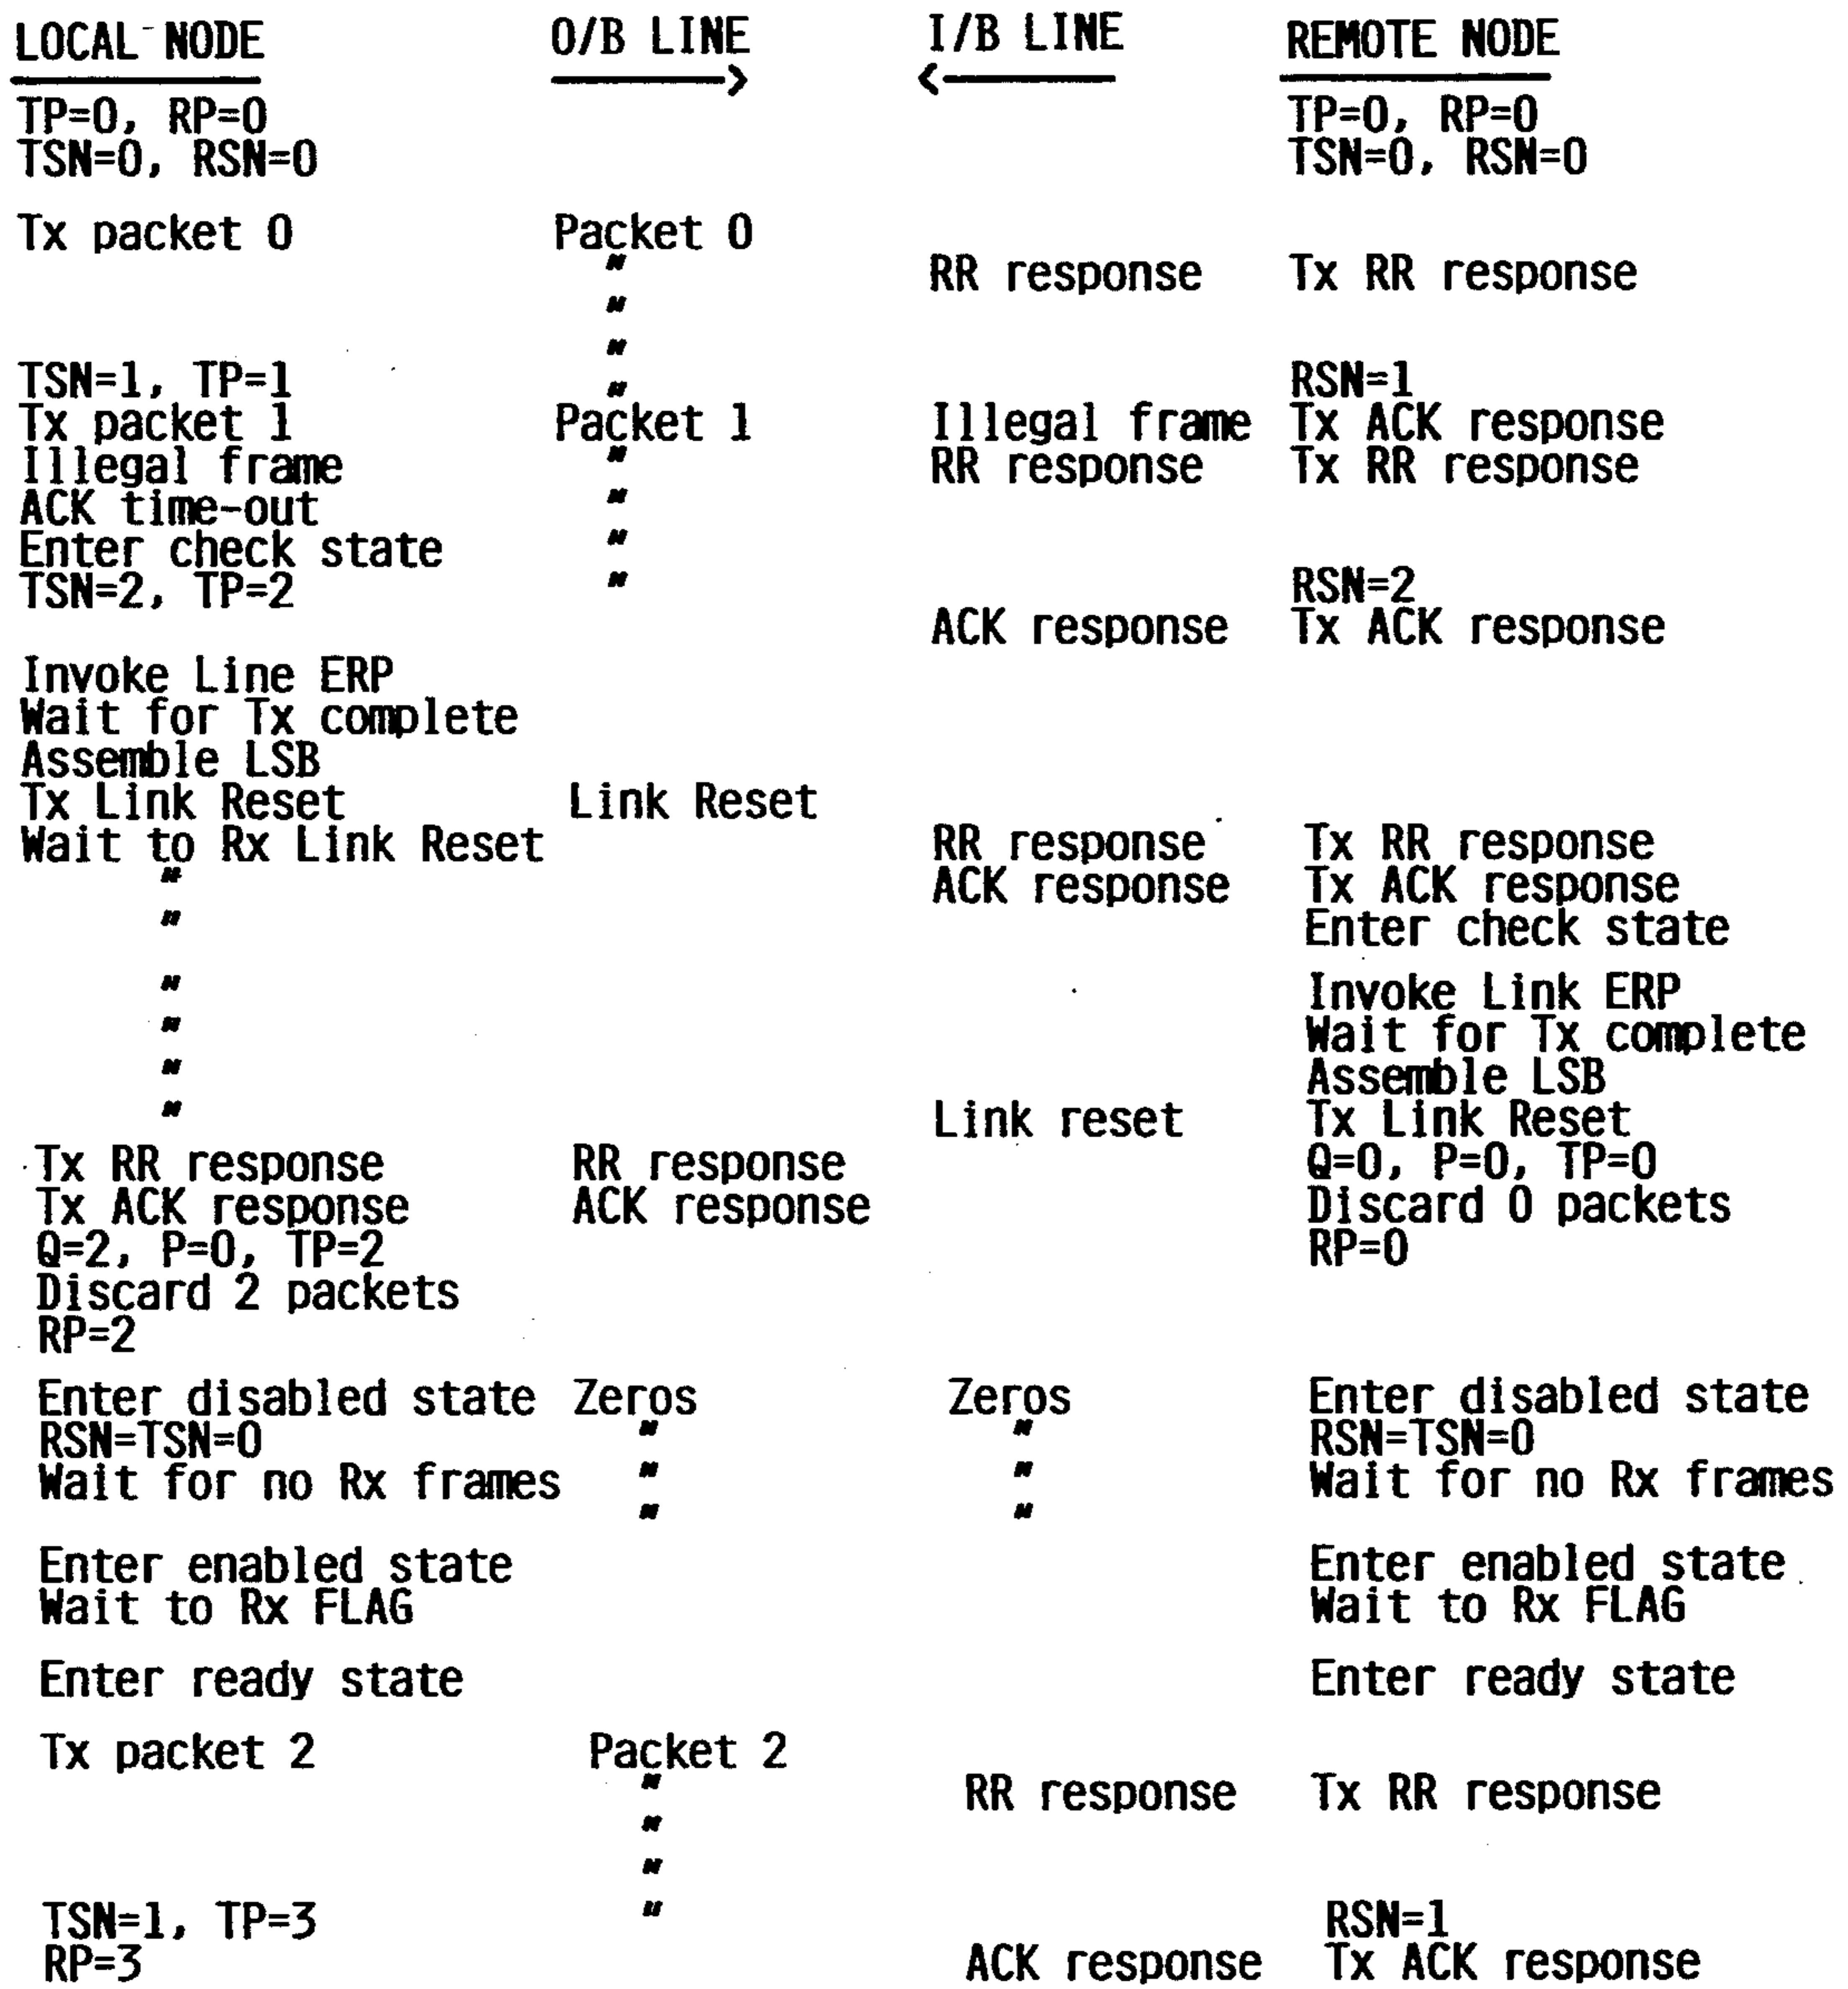 LOCAL NODE O/B LINE I/B LINE REMOTE NODE
TP=0, RP=0 TP=0, RP=0
TSN=0, RSN=0 TSN=0, RSN=0
Tx packet 0 Packet 0
" RR response Tx RR response
"
"
TSN=1, TP=1 " RSN=1
Tx packet 1 Packet 1 Illegal frame Tx ACK response
Illegal frame " RR response Tx RR response
ACK time-out "
Enter check state "
TSN=2, TP=2 " RSN=2
ACK response Tx ACK response
Invoke Line ERP
Wait for Tx complete
Assemble LSB
Tx Link Reset Link Reset
Wait to Rx Link Reset RR response Tx RR response
" ACK response Tx ACK response
" Enter check state
" Invoke Link ERP
" Wait for Tx complete
" Assemble LSB
" Link reset Tx Link Reset
Tx RR response RR response Q=0, P=0, TP=0
Tx ACK response ACK response Discard 0 packets
Q=2, P=0, TP=2 RP=0
Discard 2 packets
RP=2
Enter disabled state Zeros Zeros Enter disabled state
RSN=TSN=0 " " RSN=TSN=0
Wait for no Rx frames " " Wait for no Rx frames
" "
Enter enabled state Enter enabled state
Wait to Rx FLAG Wait to Rx FLAG
Enter ready state Enter ready state
Tx packet 2 Packet 2
" RR response Tx RR response
"
"
TSN=1, TP=3 " RSN=1
RP=3 ACK response Tx ACK response